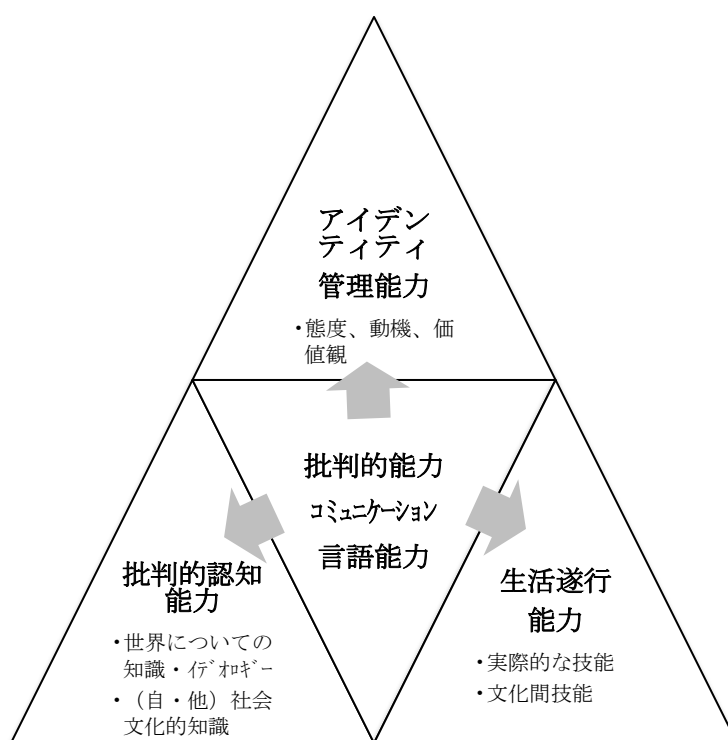 アイデン
ティティ
管理能力
・態度、動機、価
値観
批判的能力
コミュニケーション
言語能力
批判的認知
能力
・世界についての
知識・イデオロギー
・（自・他）社会
文化的知識
生活遂行
能力
・実際的な技能
・文化間技能